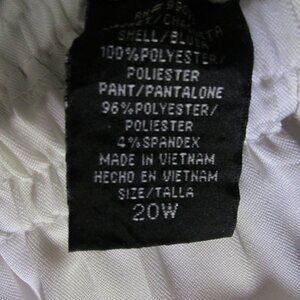 SHELL/BLUSA
100%POLYESTER/
POLIESTER
PANT/PANTALONE
96%POLYESTER/
POLIESTER
4%SPANDEX
MADE IN VIETNAM
HECHO EN VIETNAM
SIZE/TALLA
20W